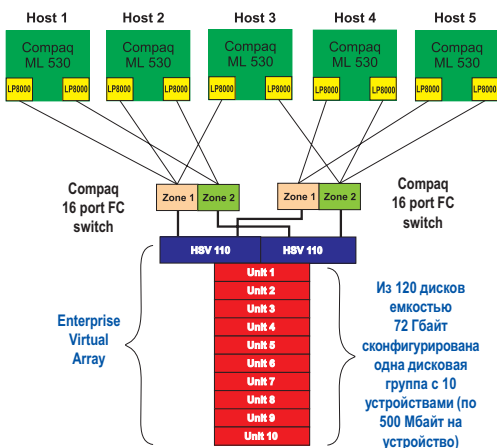 Host 1
Host 2
Host 3
Host 4
Host 5
Compaq
ML 530
Compaq
ML 530
Compaq
ML 530
Compaq
ML 530
Compaq
ML 530
LP8000
LP8000
LP8000
LP8000
LP8000
LP8000
LP8000
LP8000
LP8000
LP8000
Compaq
16 port FC
switch
Zone 1
Zone 2
Zone 1
Zone 2
Compaq
16 port FC
switch
HSV 110
HSV 110
Unit 1
Unit 2
Unit 3
Unit 4
Unit 5
Unit 6
Unit 7
Unit 8
Unit 9
Unit 10
Enterprise
Virtual
Array
Из 120 дисков
емкостью
72 Гбайт
сконфигурирована
одна дисковая
группа с 10
устройствами (по
500 Мбайт на
устройство)